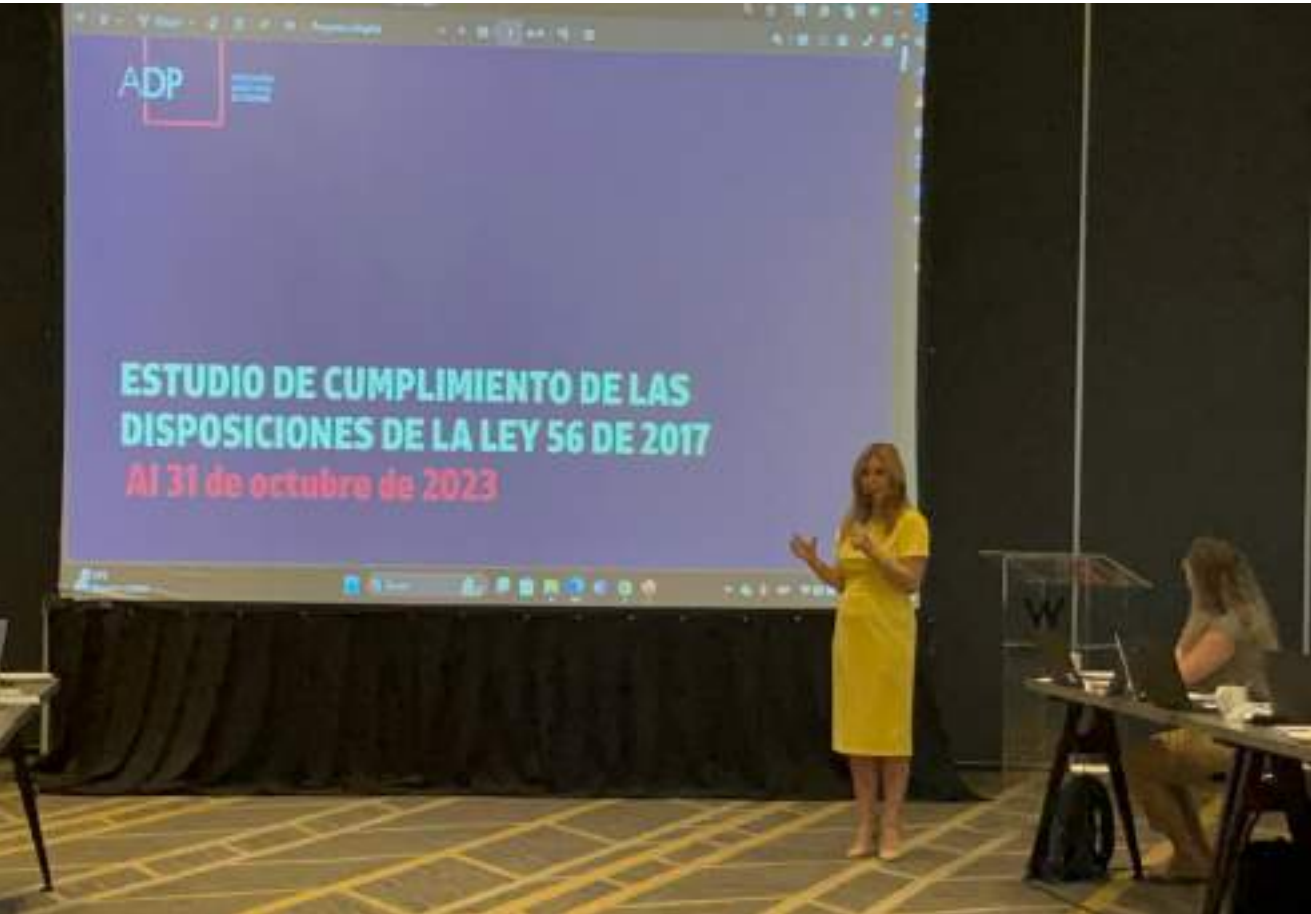 ADP
ESTUDIO DE CUMPLIMIENTO DE LAS
DISPOSICIONES DE LA LEY 56 DE 2017
Al 31 de octubre de 2023
W